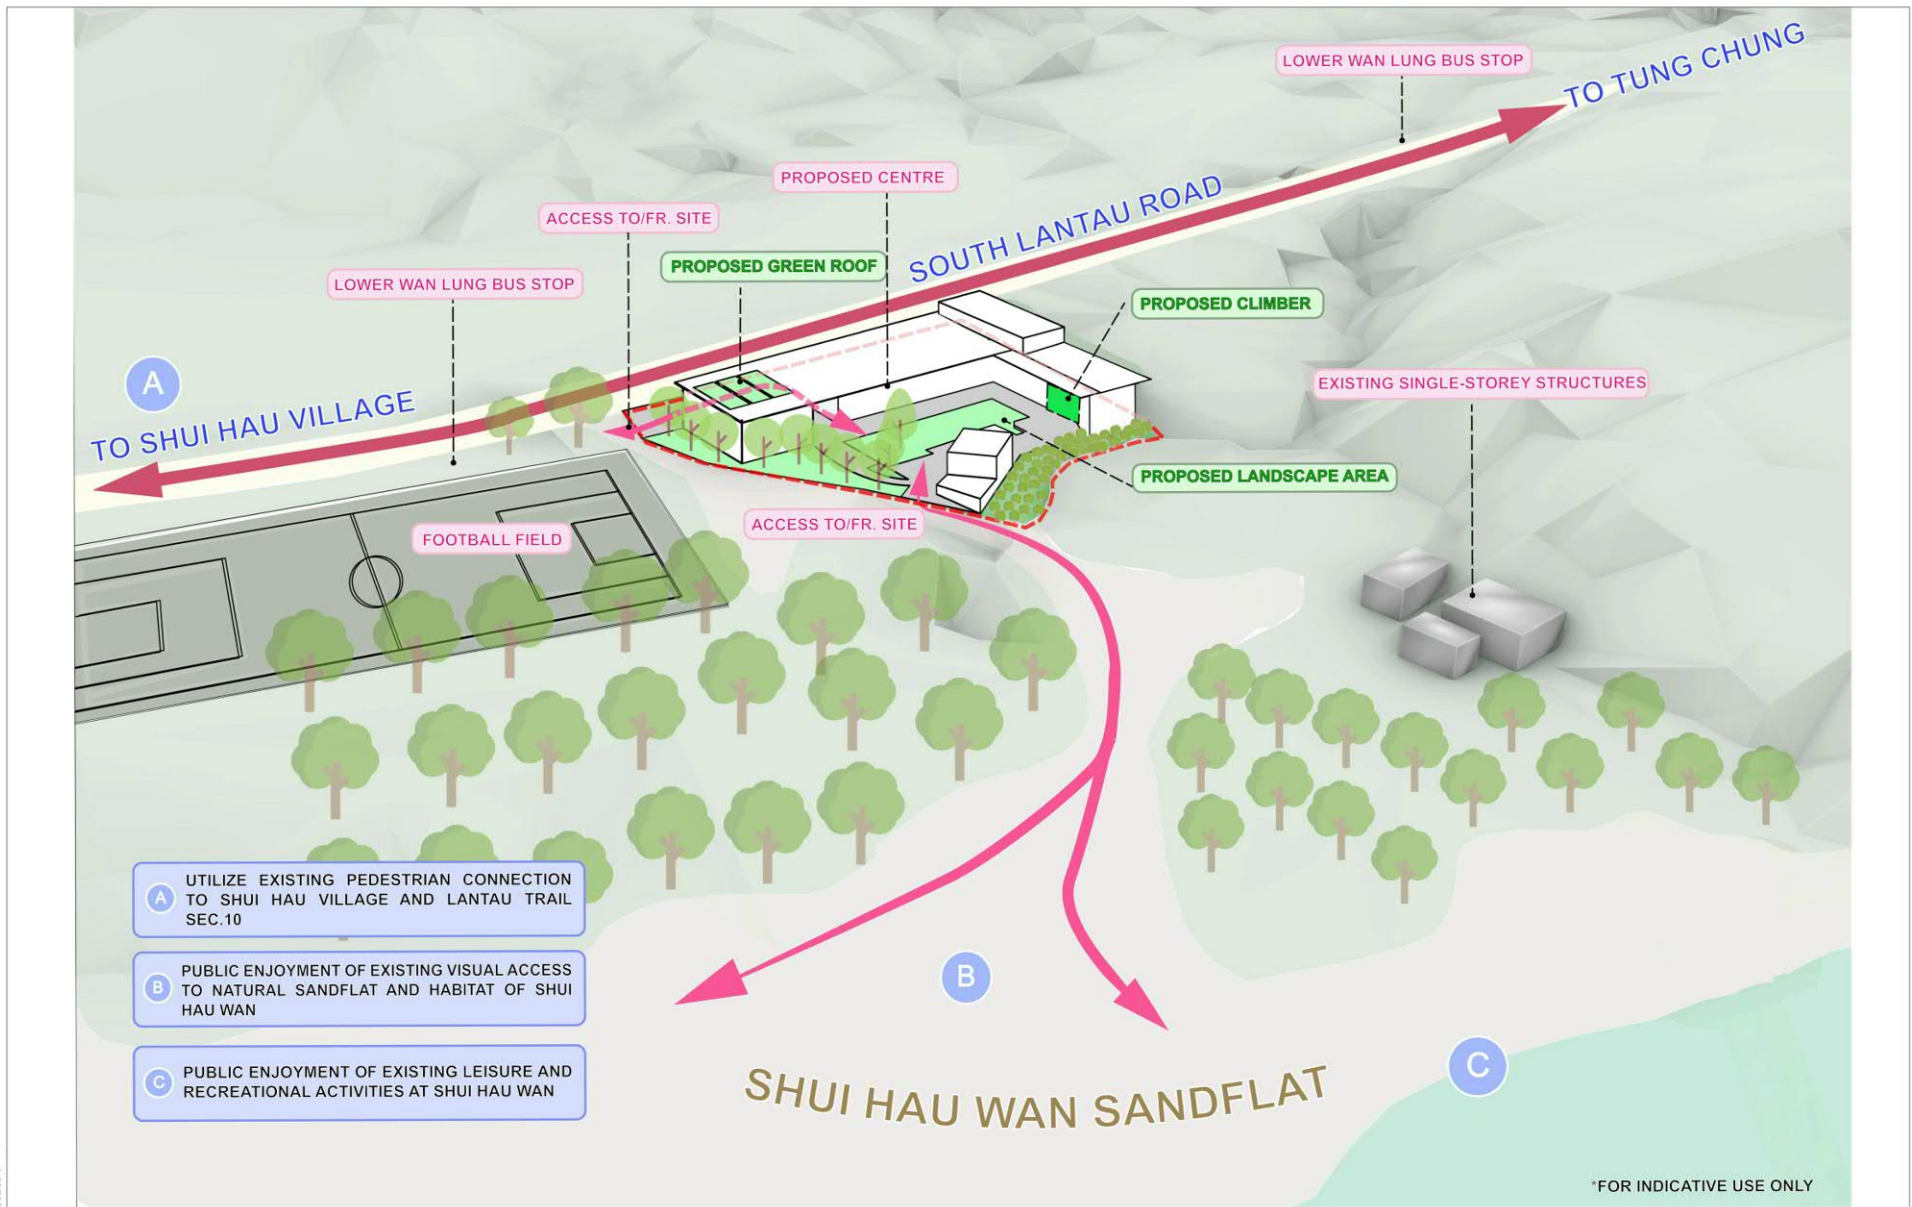 LOWER WAN LUNG BUS STOP
TO TUNG CHUNG
PROPOSED CENTRE
ACCESS TO/FR. SITE
SOUTH LANTAU ROAD
PROPOSED GREEN ROOF
LOWER WAN LUNG BUS STOP
PROPOSED CLIMBER
A
TO SHUI HAU VILLAGE
EXISTING SINGLE-STOREY STRUCTURES
PROPOSED LANDSCAPE AREA
ACCESS TO/FR. SITE
FOOTBALL FIELD
A
UTILIZE EXISTING PEDESTRIAN CONNECTION
TO SHUI HAU VILLAGE AND LANTAU TRAIL
SEC.10
B
PUBLIC ENJOYMENT OF EXISTING VISUAL ACCESS
TO NATURAL SANDFLAT AND HABITAT OF SHUI
HAU WAN
C
PUBLIC ENJOYMENT OF EXISTING LEISURE AND
RECREATIONAL ACTIVITIES AT SHUI HAU WAN
B
C
SHUI HAU WAN SANDFLAT
*FOR INDICATIVE USE ONLY